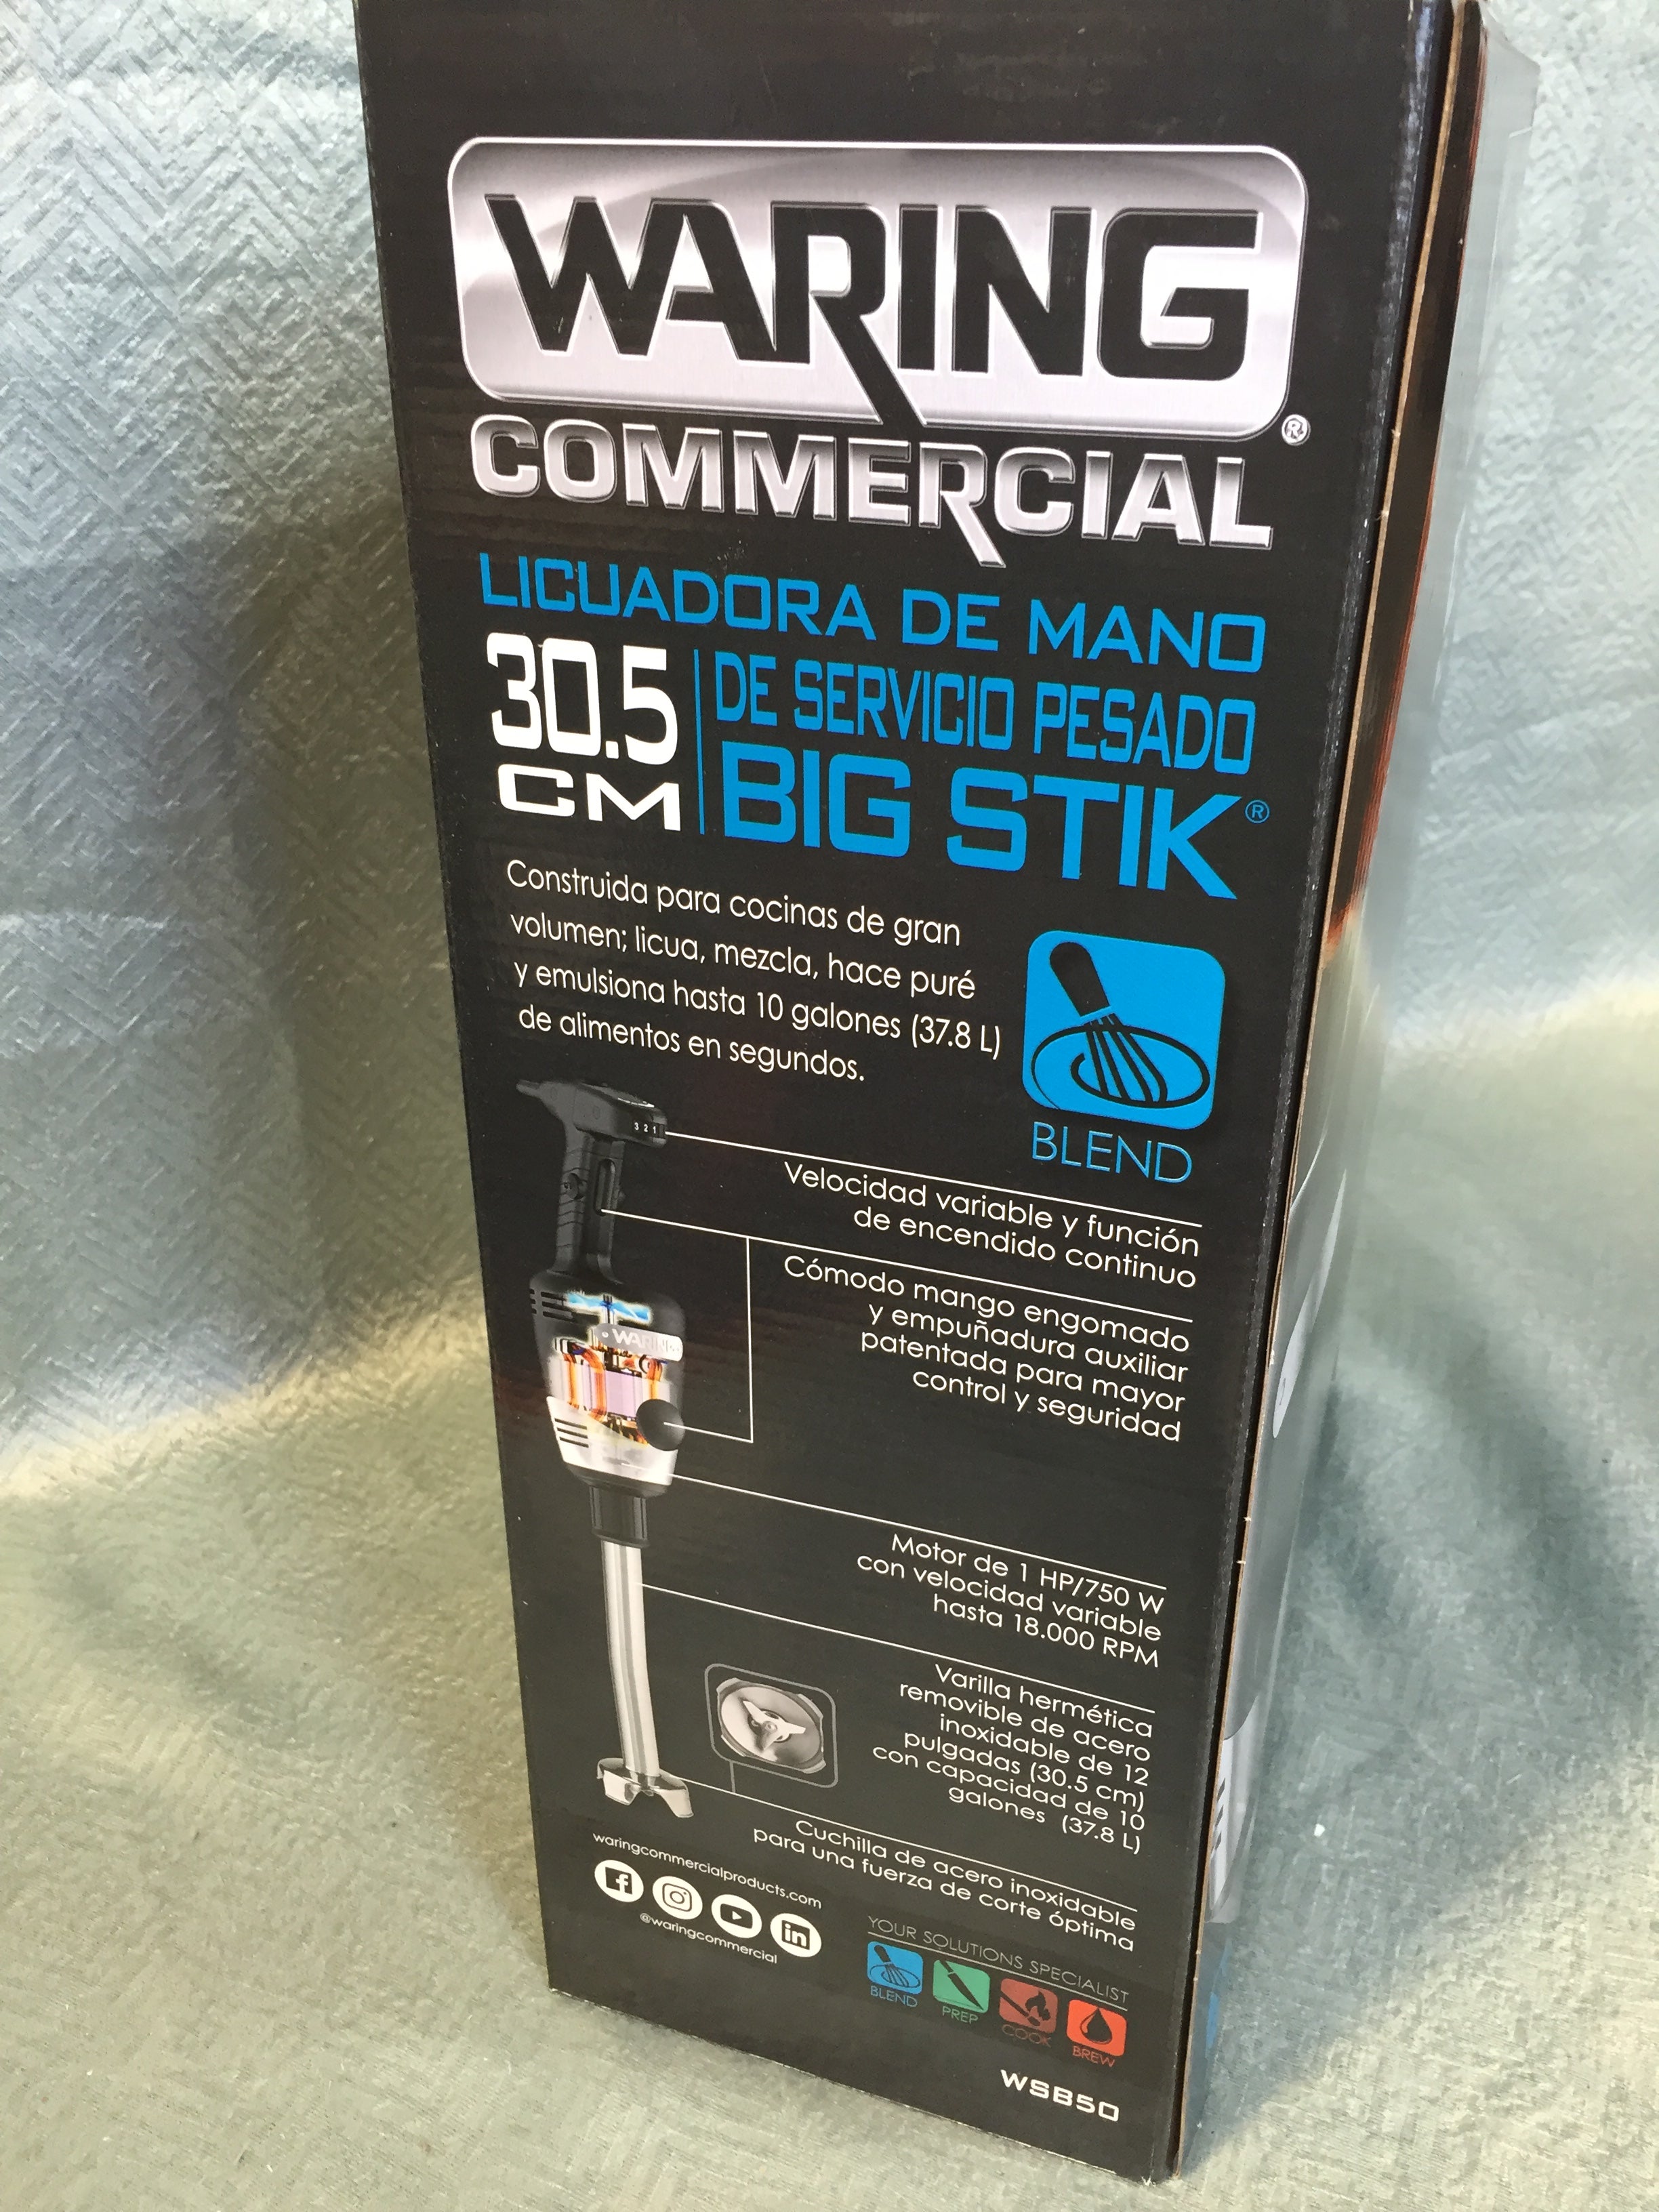 WARING
®
COMMERCIAL
LICUADORA DE MANO
30.5
CM
DE SERVICIO PESADO
BIG STIK®
Construida para cocinas de gran
volumen; licua, mezcla, hace puré
y emulsiona hasta 10 galones (37.8 L)
de alimentos en segundos.
BLEND
3 2 1
Velocidad variable y función
de encendido continuo
Cómodo mango engomado
y empuñadura auxiliar
patentada para mayor
control y seguridad
WARING
Motor de 1 HP/750 W
con velocidad variable
hasta 18.000 RPM
Varilla hermética
removible de acero
inoxidable de 12
pulgadas (30.5 cm)
con capacidad de 10
galones (37.8 L)
Cuchilla de acero inoxidable
para una fuerza de corte óptima
waringcommercialproducts.com
@waringcommercial
YOUR SOLUTIONS SPECIALIST
BLEND
PREP
COOK
BREW
WSB50